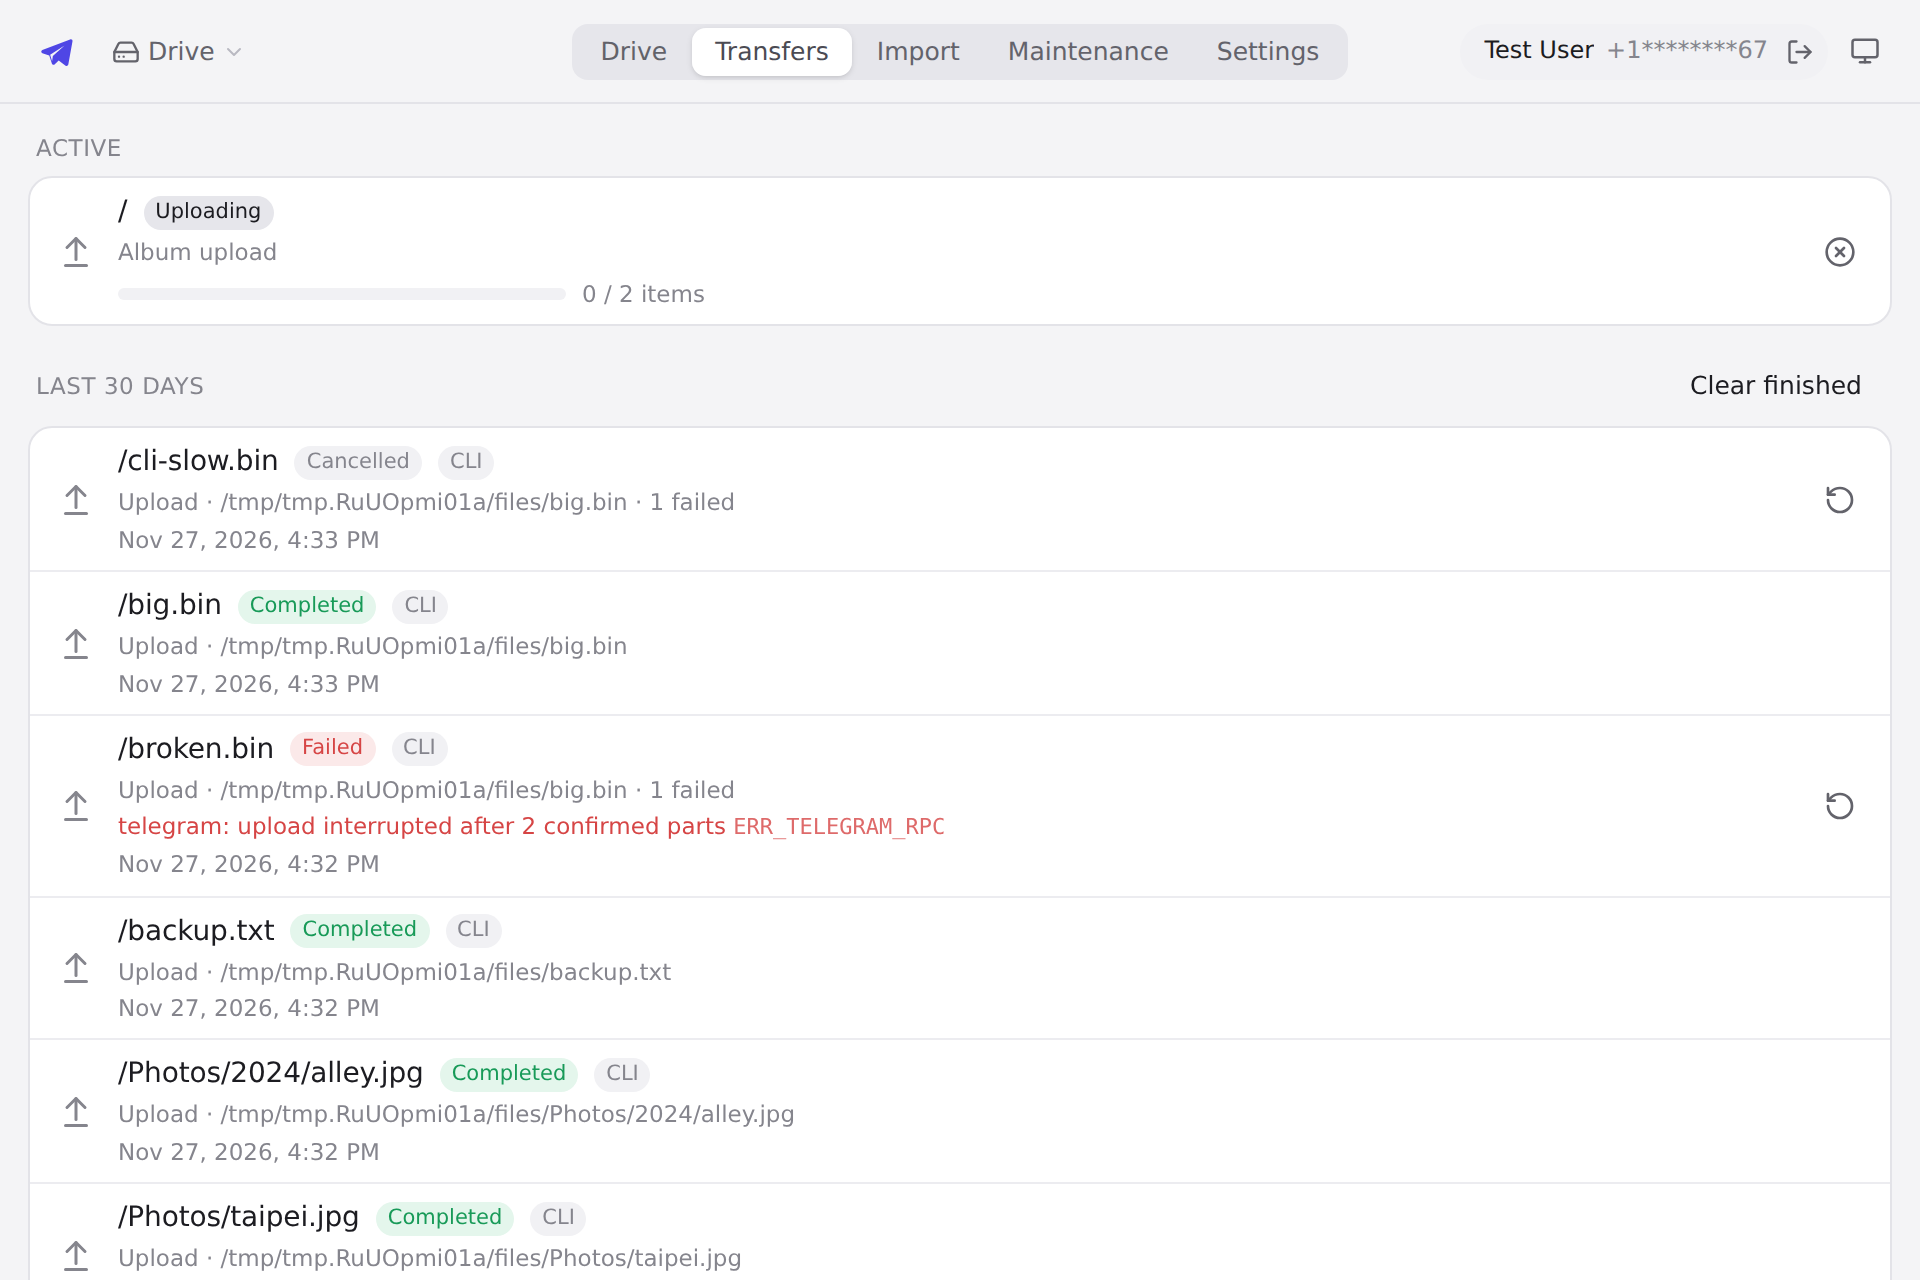 Drive
Drive Transfers Import Maintenance Settings
Test User +1********67
ACTIVE
/ Uploading
Album upload
0 / 2 items
LAST 30 DAYS
Clear finished
/cli-slow.bin Cancelled CLI
Upload · /tmp/tmp.RuUOpmi01a/files/big.bin · 1 failed
Nov 27, 2026, 4:33 PM
/big.bin Completed CLI
Upload · /tmp/tmp.RuUOpmi01a/files/big.bin
Nov 27, 2026, 4:33 PM
/broken.bin Failed CLI
Upload · /tmp/tmp.RuUOpmi01a/files/big.bin · 1 failed
telegram: upload interrupted after 2 confirmed parts ERR_TELEGRAM_RPC
Nov 27, 2026, 4:32 PM
/backup.txt Completed CLI
Upload · /tmp/tmp.RuUOpmi01a/files/backup.txt
Nov 27, 2026, 4:32 PM
/Photos/2024/alley.jpg Completed CLI
Upload · /tmp/tmp.RuUOpmi01a/files/Photos/2024/alley.jpg
Nov 27, 2026, 4:32 PM
/Photos/taipei.jpg Completed CLI
Upload · /tmp/tmp.RuUOpmi01a/files/Photos/taipei.jpg